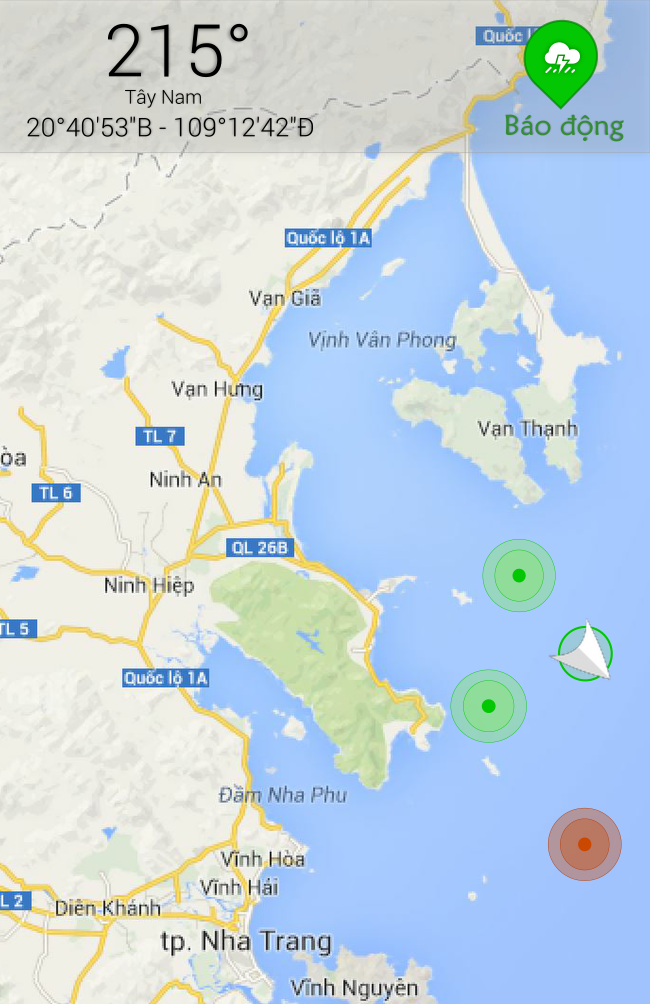 215°
Tây Nam
20°40'53"B - 109°12'42"Đ
Quốc
Báo động
Quốc lộ 1A
Vạn Giã
Vịnh Vân Phong
Vạn Hưng
Vạn Thạnh
TL 7
òa
Ninh An
TL 6
QL 26B
Ninh Hiệp
TL 5
Quốc lộ 1A
Đầm Nha Phu
Vĩnh Hòa
Vĩnh Hải
L 2
Diên Khánh
tp. Nha Trang
Vĩnh Nguyên